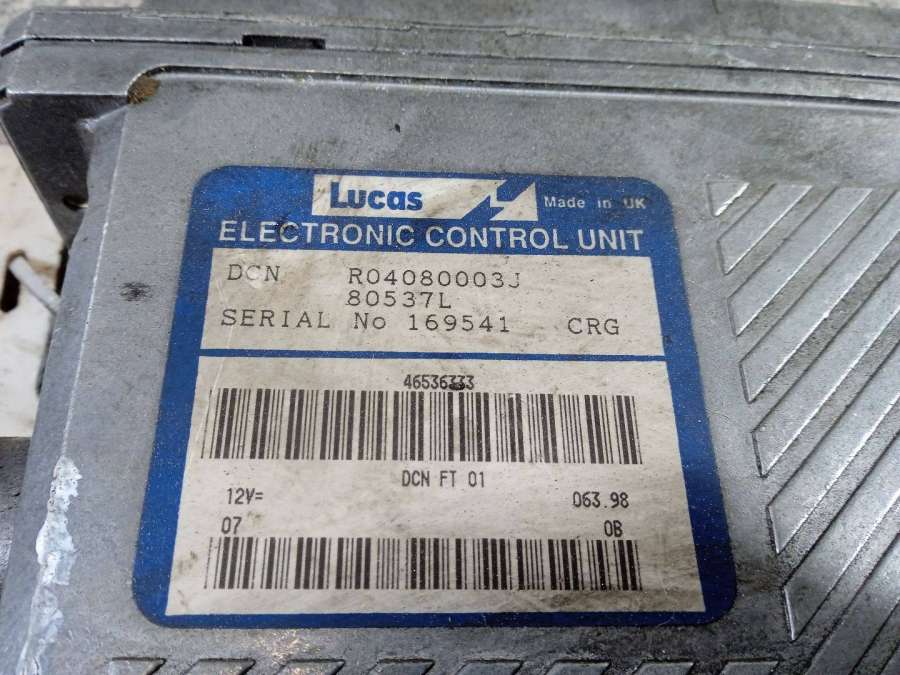 Lucas Made in UK
ELECTRONIC CONTROL UNIT
DCN R04080003J
80537L
SERIAL No 169541 CRG
46536333
DCN FT 01
12V= 063.98
07 0B